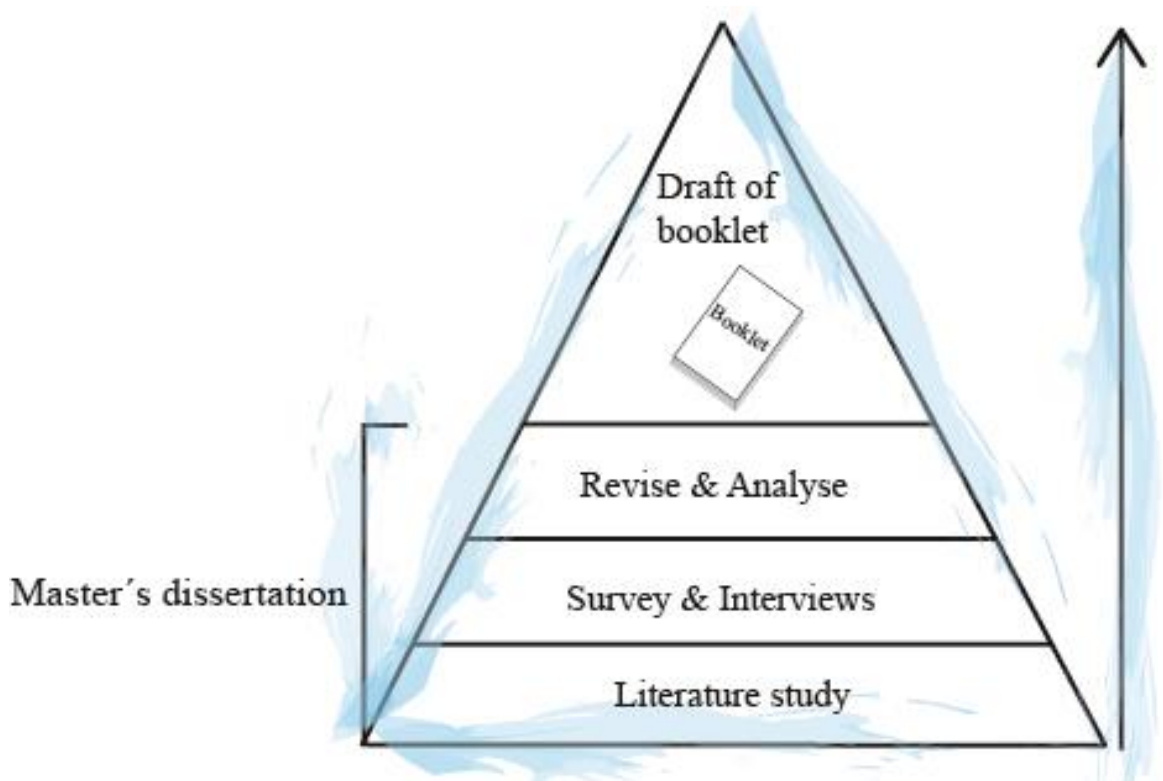 Draft of
booklet
Booklet
Revise & Analyse
Master´s dissertation
Survey & Interviews
Literature study